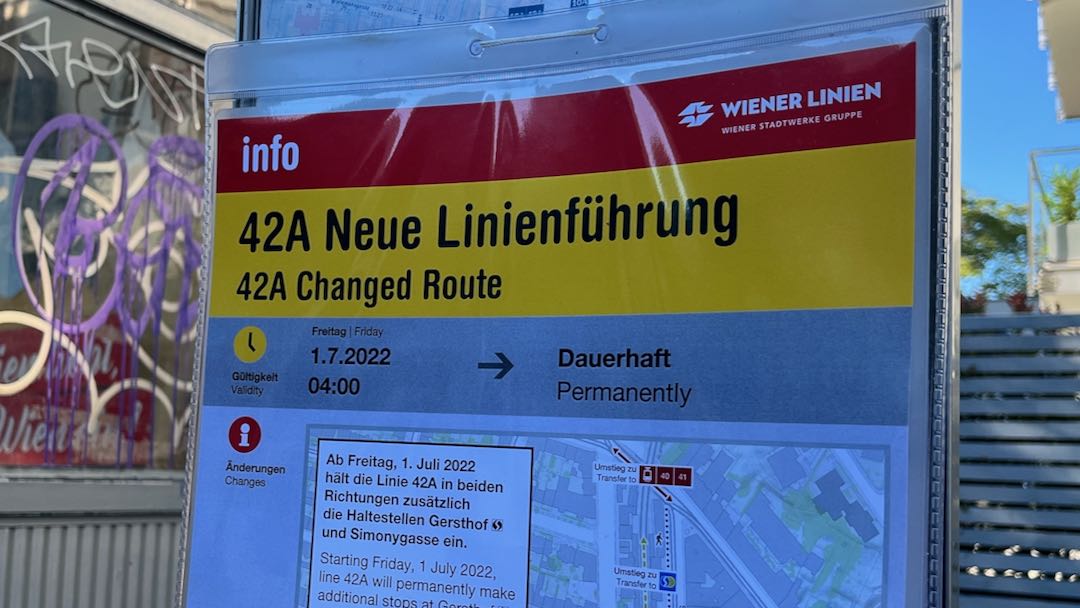 WIENER LINIEN
WIENER STADTWERKE GRUPPE
info
42A Neue Linienführung
42A Changed Route
Freitag | Friday
1.7.2022
04:00
Dauerhaft
Permanently
Gültigkeit
Validity
Änderungen
Changes
Ab Freitag, 1. Juli 2022
hält die Linie 42A in beiden
Richtungen zusätzlich
die Haltestellen Gersthof
und Simonygasse ein.
Starting Friday, 1 July 2022,
line 42A will permanently make
additional stops at
Umstieg zu
Transfer to 40 41
Umstieg zu
Transfer to